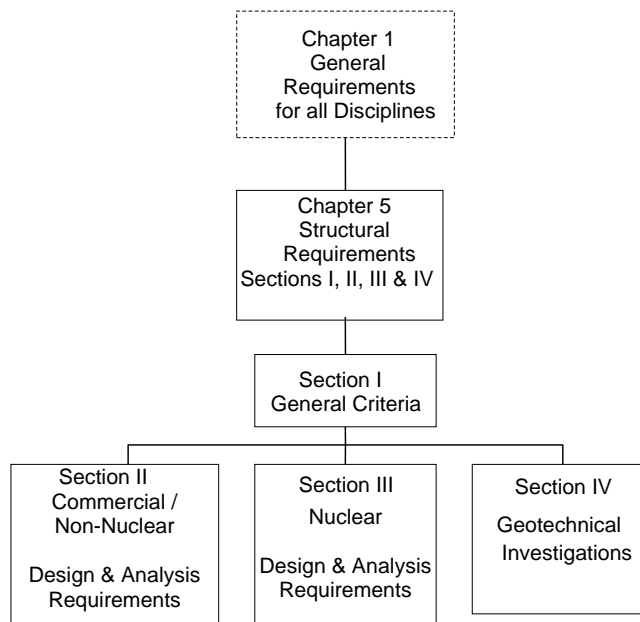 Chapter 1
General
Requirements
for all Disciplines
Chapter 5
Structural
Requirements
Sections I, II, III & IV
Section I
General Criteria
Section II
Commercial /
Non-Nuclear
Design & Analysis
Requirements
Section III
Nuclear
Design & Analysis
Requirements
Section IV
Geotechnical
Investigations